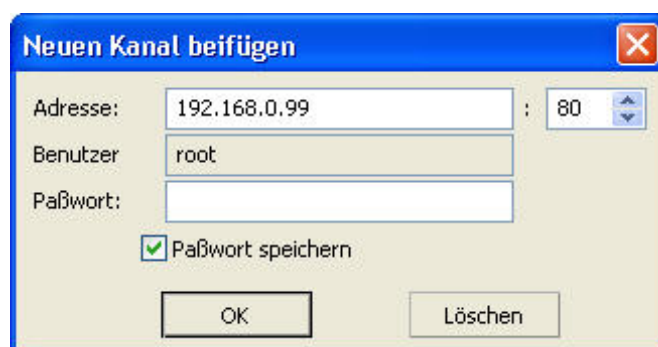 Neuen Kanal beifügen
Adresse: 192.168.0.99 : 80
Benutzer root
Paßwort:
Paßwort speichern
OK Löschen